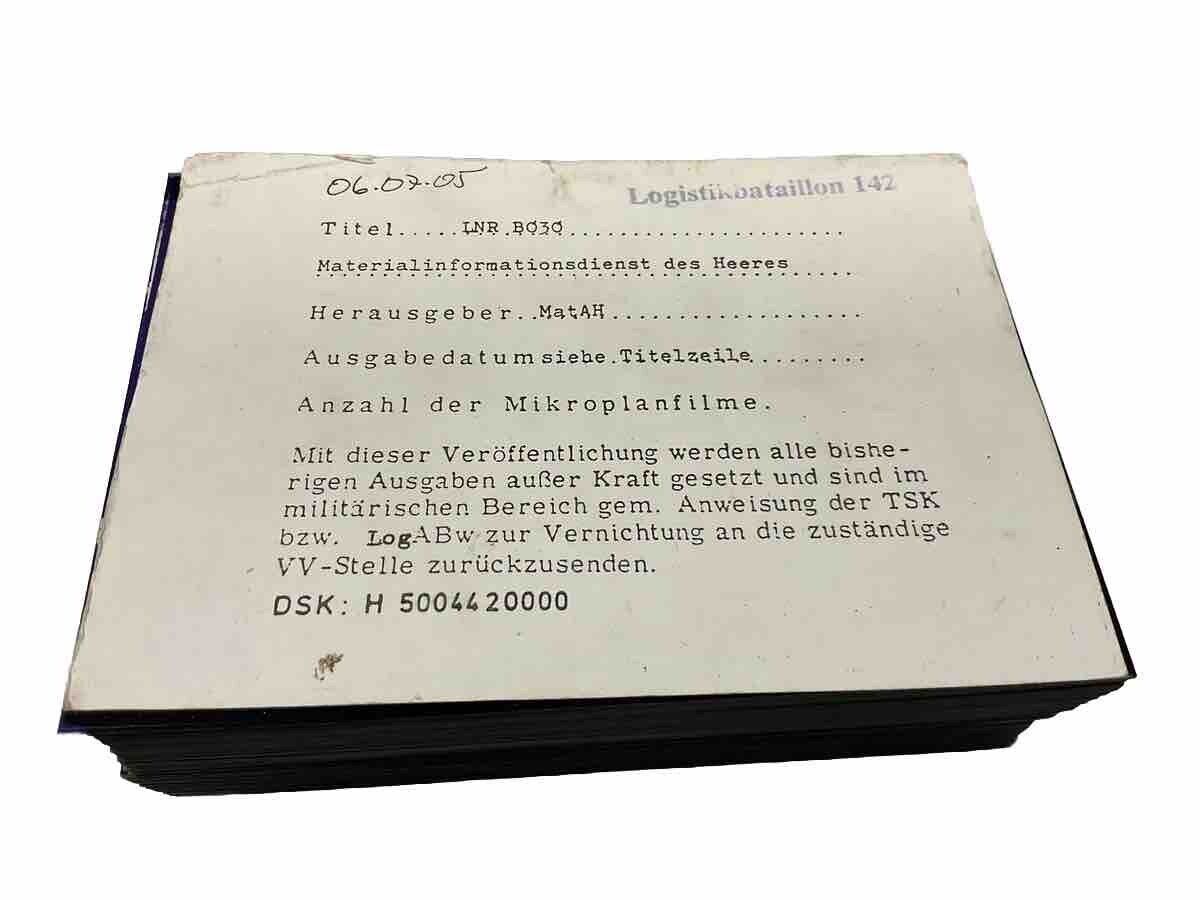 06.07.05
Logistikbataillon 142
Titel.....LNR.BO30......................
Materialinformationsdienst des Heeres.....
Herausgeber..MatAH..................
Ausgabedatum siehe.Titelzeile.........
Anzahl der Mikroplanfilme.
Mit dieser Veröffentlichung werden alle bishe-
rigen Ausgaben außer Kraft gesetzt und sind im
militärischen Bereich gem. Anweisung der TSK
bzw. LogABw zur Vernichtung an die zuständige
VV-Stelle zurückzusenden.
DSK: H 5004420000